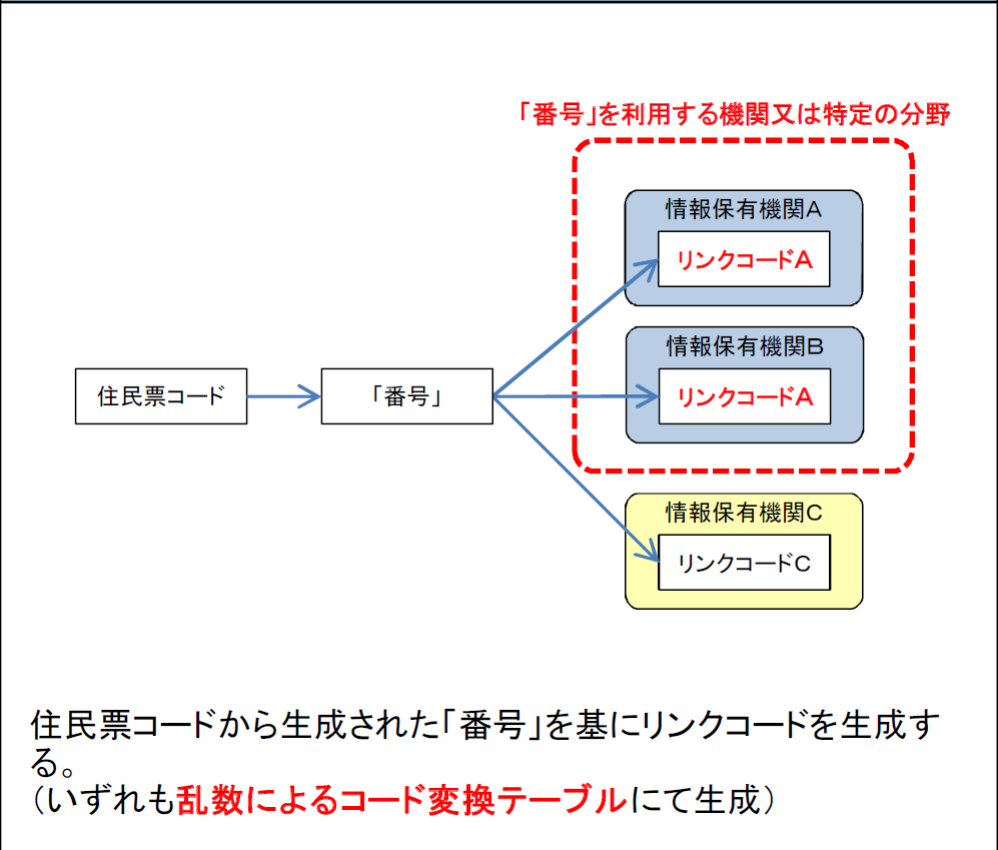 「番号」を利用する機関又は特定の分野
情報保有機関A
リンクコードA
情報保有機関B
リンクコードA
住民票コード
「番号」
情報保有機関C
リンクコードC
住民票コードから生成された「番号」を基にリンクコードを生成す
る。
（いずれも乱数によるコード変換テーブルにて生成）